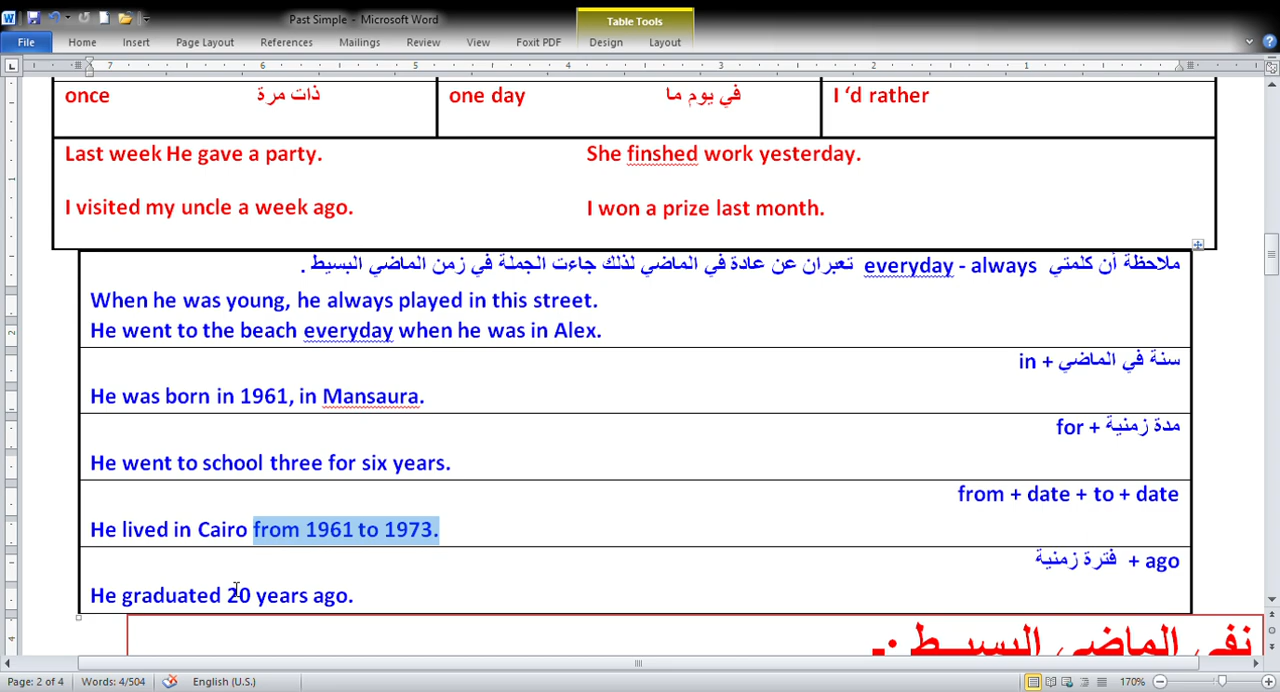 Past Simple - Microsoft Word
Table Tools
File Home Insert Page Layout References Mailings Review View Foxit PDF Design Layout
7 6 5 4 3 2 1
once ذات مرة one day في يوم ما I ‘d rather
Last week He gave a party. She finshed work yesterday.
I visited my uncle a week ago. I won a prize last month.
ملاحظة أن كلمتي everyday - always تعبران عن عادة في الماضي لذلك جاءت الجملة في زمن الماضي البسيط .
When he was young, he always played in this street.
He went to the beach everyday when he was in Alex.
in + سنة في الماضي
He was born in 1961, in Mansaura.
for + مدة زمنية
He went to school three for six years.
from + date + to + date
He lived in Cairo from 1961 to 1973.
فترة زمنية + ago
He graduated 20 years ago.
نفي الماضي البسيط :-
Page: 2 of 4 Words: 4/504 English (U.S.) 170%